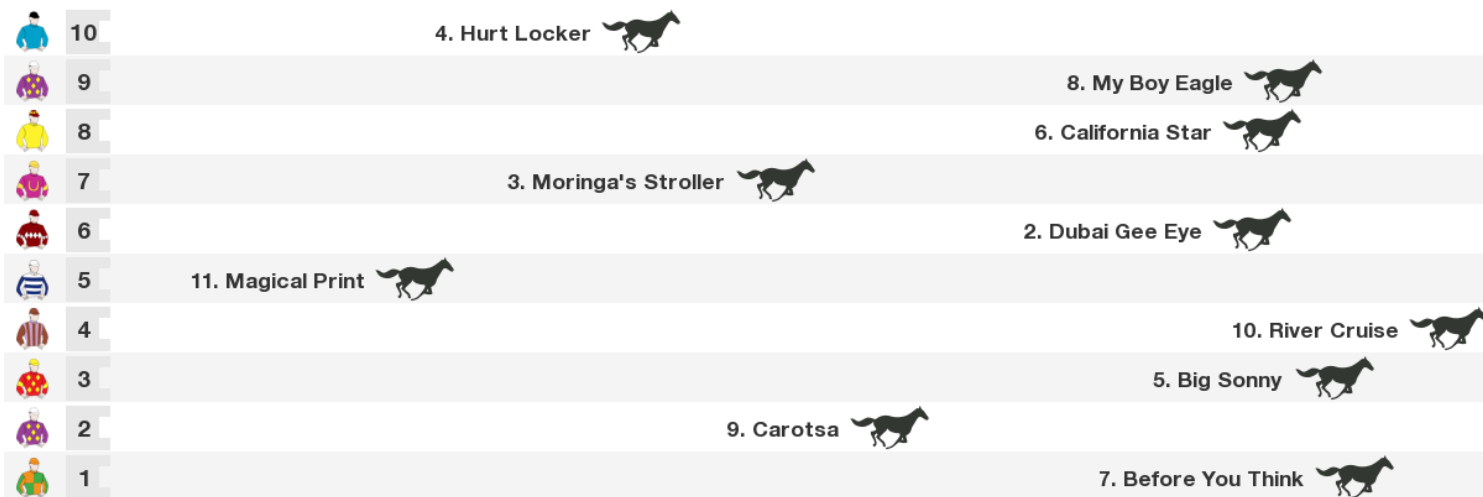 10 4. Hurt Locker
9 8. My Boy Eagle
8 6. California Star
7 3. Moringa's Stroller
6 2. Dubai Gee Eye
5 11. Magical Print
4 10. River Cruise
3 5. Big Sonny
2 9. Carotsa
1 7. Before You Think